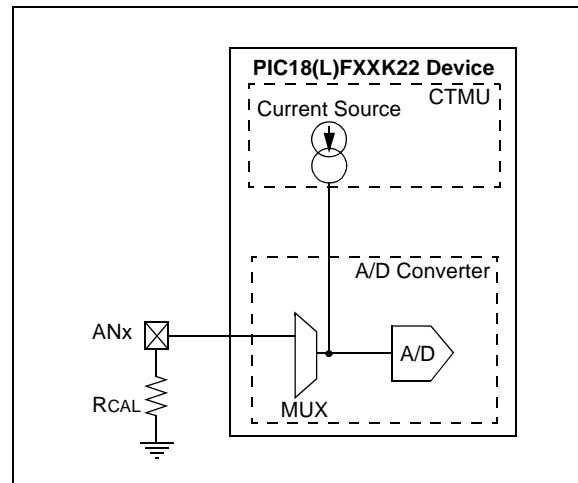 PIC18(L)FXXK22 Device
CTMU
Current Source
A/D Converter
ANx
A/D
RCAL
MUX